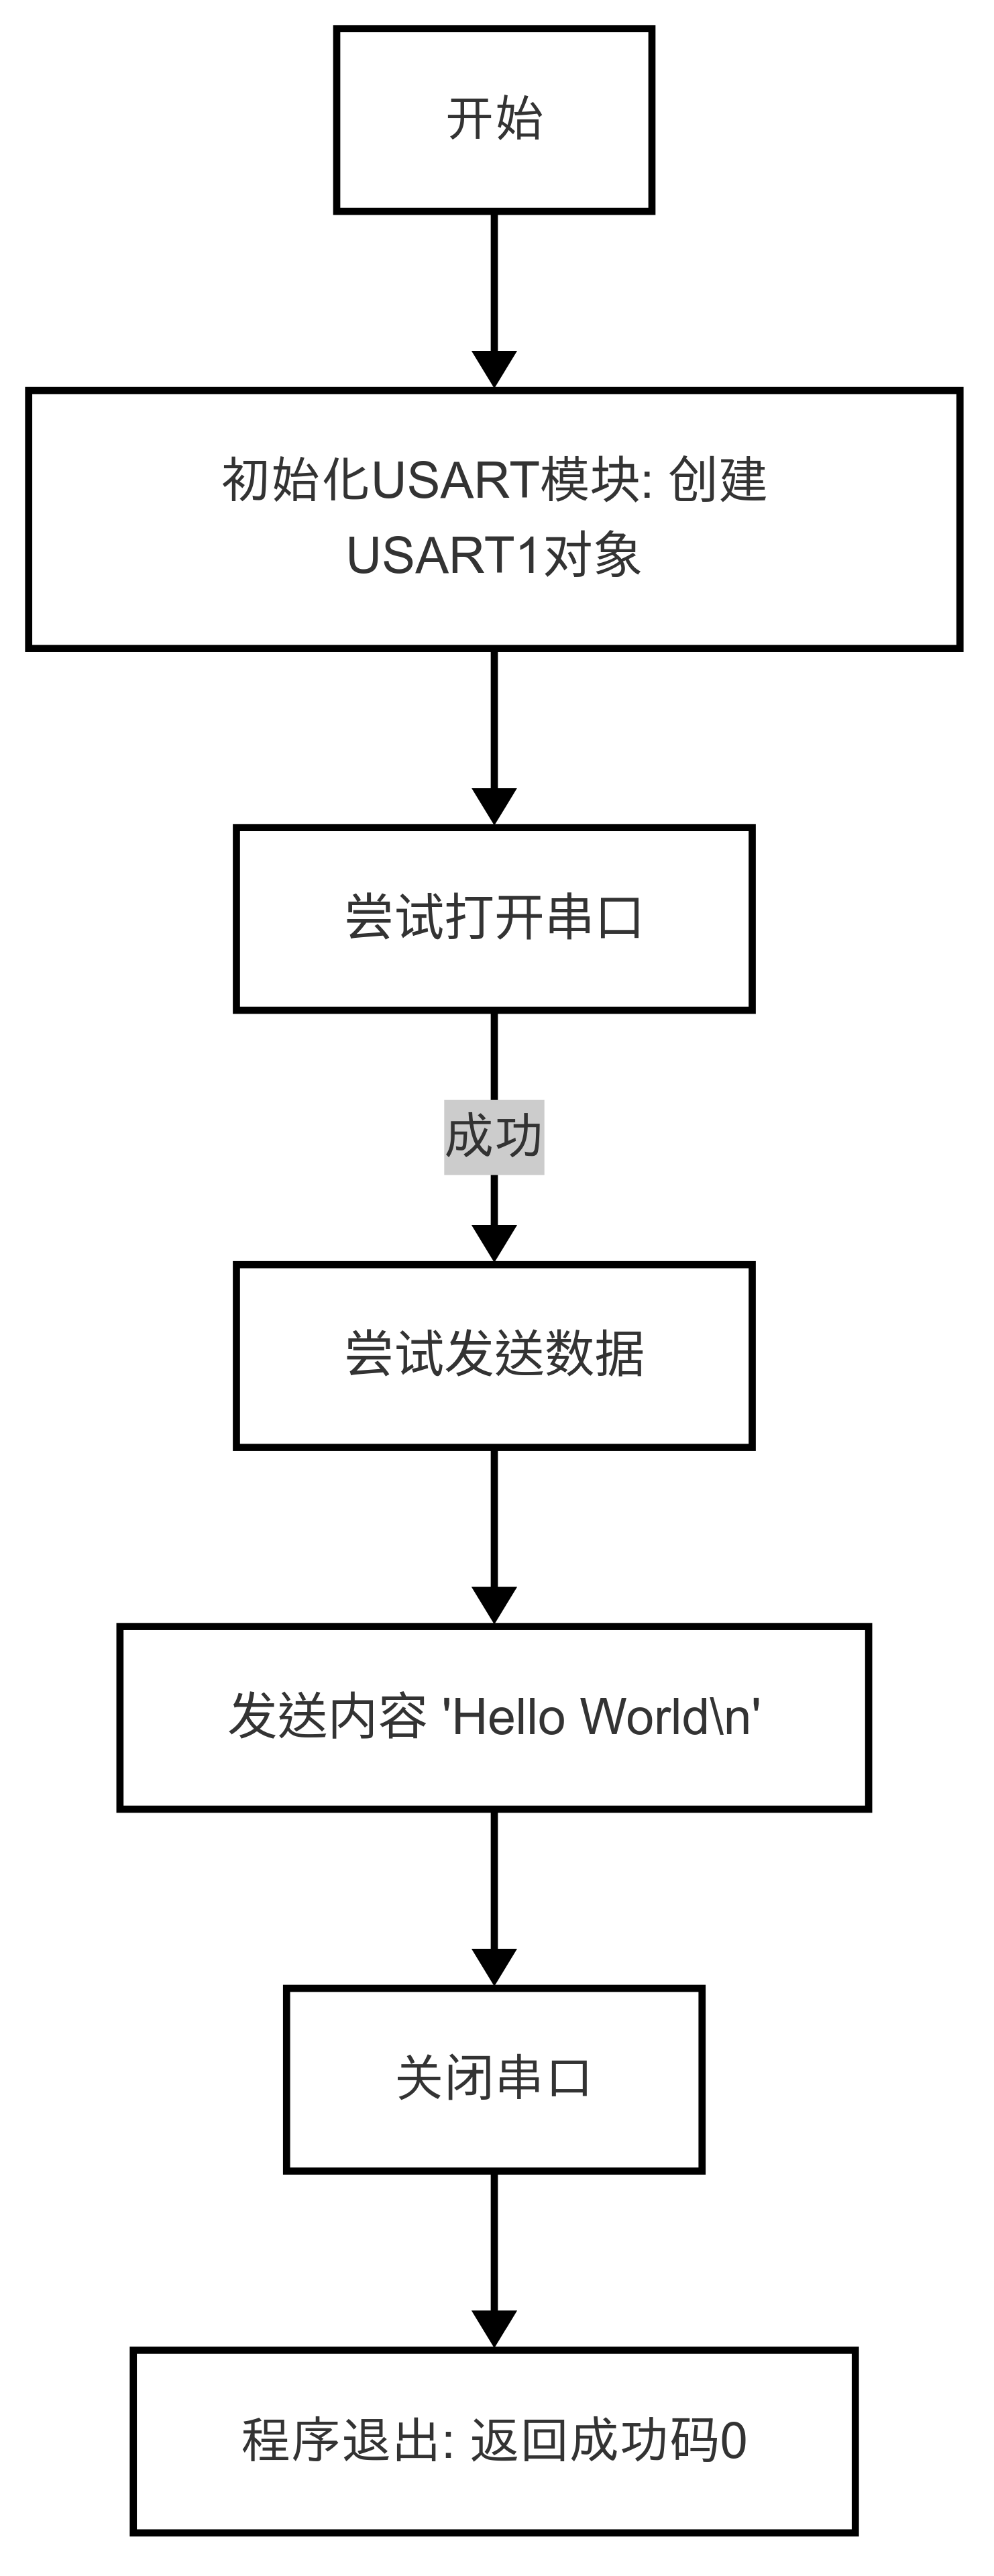 开始
初始化USART模块: 创建
USART1对象
尝试打开串口
成功
尝试发送数据
发送内容 'Hello World\n'
关闭串口
程序退出: 返回成功码0